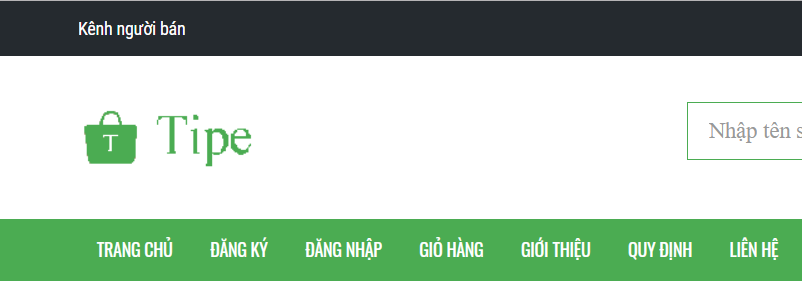 Kênh người bán
T Tipe
Nhập tên
TRANG CHỦ ĐĂNG KÝ ĐĂNG NHẬP GIỎ HÀNG GIỚI THIỆU QUY ĐỊNH LIÊN HỆ